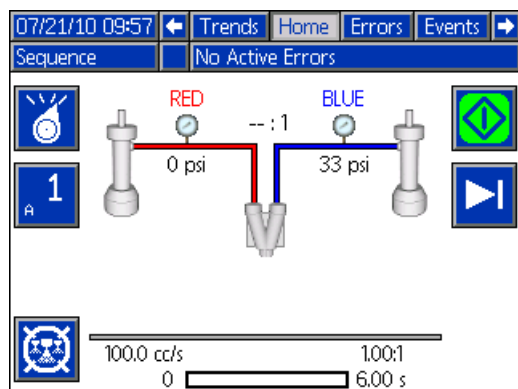 07/21/10 09:57 Trends Home Errors Events
Sequence No Active Errors
RED BLUE
-- : 1
0 psi 33 psi
1
A
100.0 cc/s 1.00:1
0 6.00 s